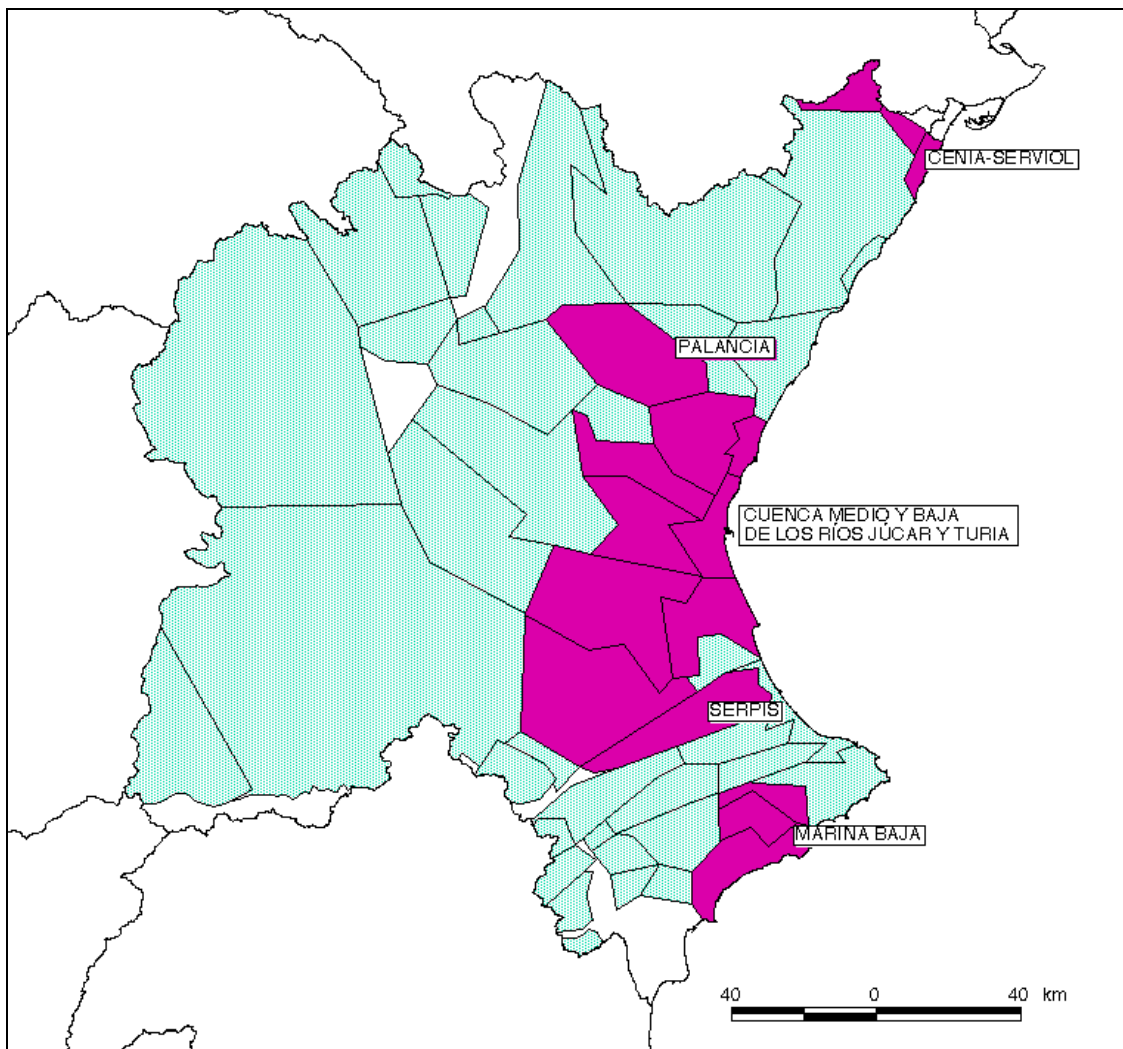 CENIA-SERVIOL
PALANCIA
CUENCA MEDIO Y BAJA
DE LOS RÍOS JÚCAR Y TURIA
SERPIS
MARINA BAJA
40 0 40 km